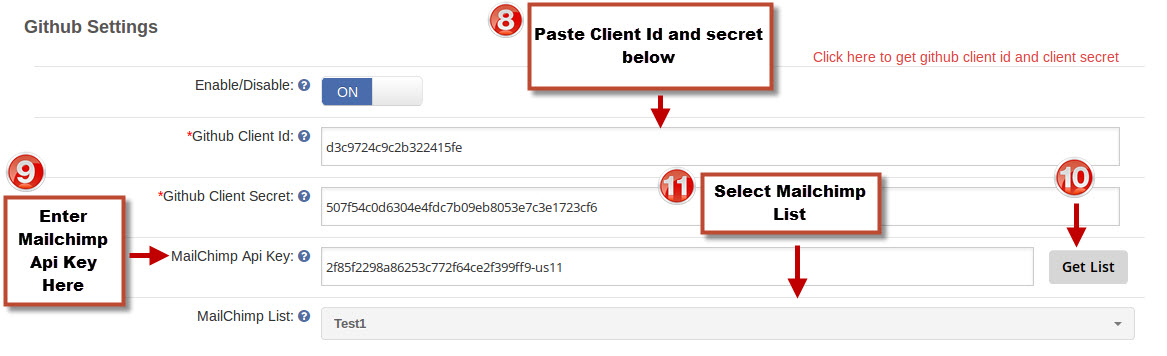 Github Settings
8
Paste Client Id and secret
below
Click here to get github client id and client secret
Enable/Disable: ?
ON
*Github Client Id: ?
d3c9724c9c2b322415fe
9
Enter
Mailchimp
Api Key
Here
*Github Client Secret: ?
507f54c0d6304e4fdc7b09eb8053e7c3e1723cf6
11
Select Mailchimp
List
10
MailChimp Api Key: ?
2f85f2298a86253c772f64ce2f399ff9-us11
Get List
MailChimp List: ?
Test1